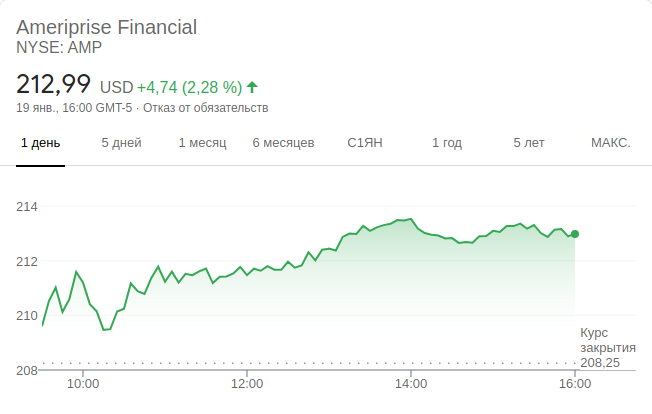 Ameriprise Financial
NYSE: AMP
212,99 USD +4,74 (2,28 %)
19 янв., 16:00 GMT-5 · Отказ от обязательств
1 день 5 дней 1 месяц 6 месяцев С1ЯН 1 год 5 лет МАКС.
214
212
210
Курс
закрытия
208,25
208
10:00 12:00 14:00 16:00